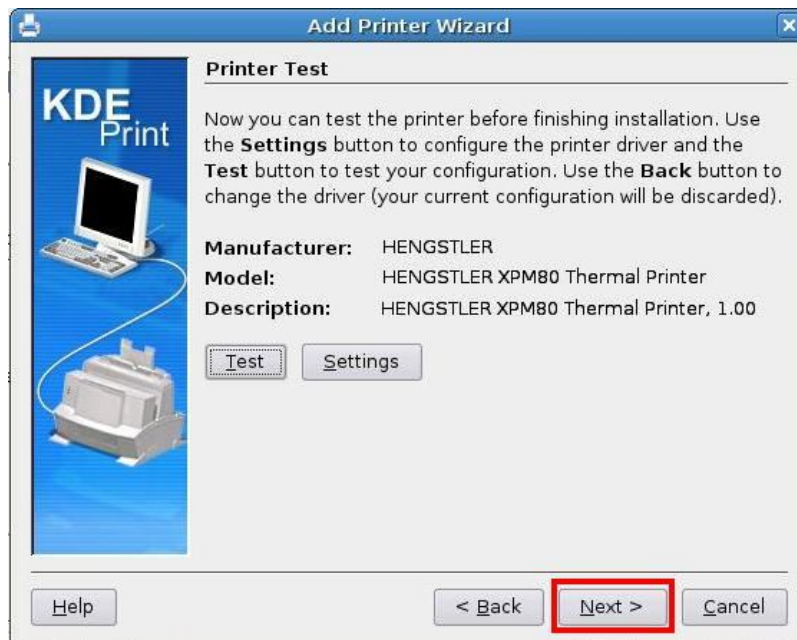 Add Printer Wizard
KDE
Print
Printer Test
Now you can test the printer before finishing installation. Use
the Settings button to configure the printer driver and the
Test button to test your configuration. Use the Back button to
change the driver (your current configuration will be discarded).
Manufacturer: HENGSTLER
Model: HENGSTLER XPM80 Thermal Printer
Description: HENGSTLER XPM80 Thermal Printer, 1.00
Test Settings
Help < Back Next > Cancel